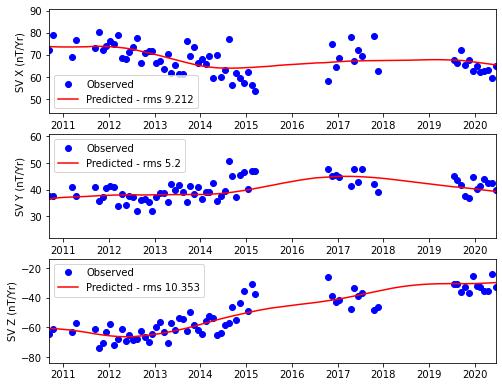 90
80
70
60
50
SV X (nT/Yr)
Observed
Predicted - rms 9.212
2011 2012 2013 2014 2015 2016 2017 2018 2019 2020
60
50
40
30
SV Y (nT/Yr)
Observed
Predicted - rms 5.2
2011 2012 2013 2014 2015 2016 2017 2018 2019 2020
−20
−40
−60
−80
SV Z (nT/Yr)
Observed
Predicted - rms 10.353
2011 2012 2013 2014 2015 2016 2017 2018 2019 2020